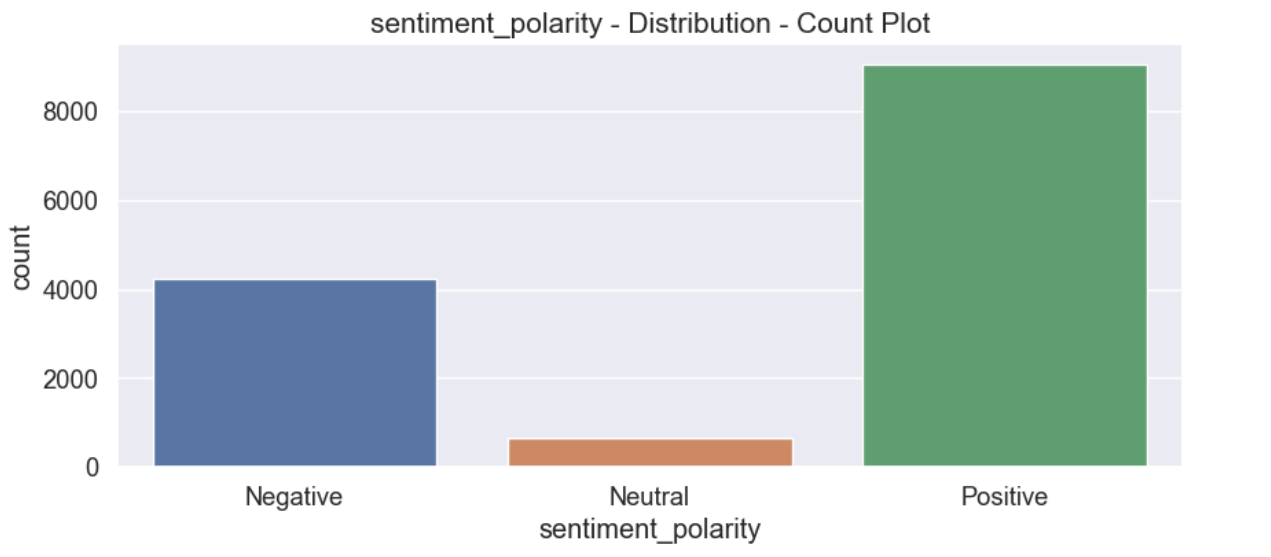 sentiment_polarity - Distribution - Count Plot
8000
6000
4000
2000
0
count
Negative
Neutral
Positive
sentiment_polarity